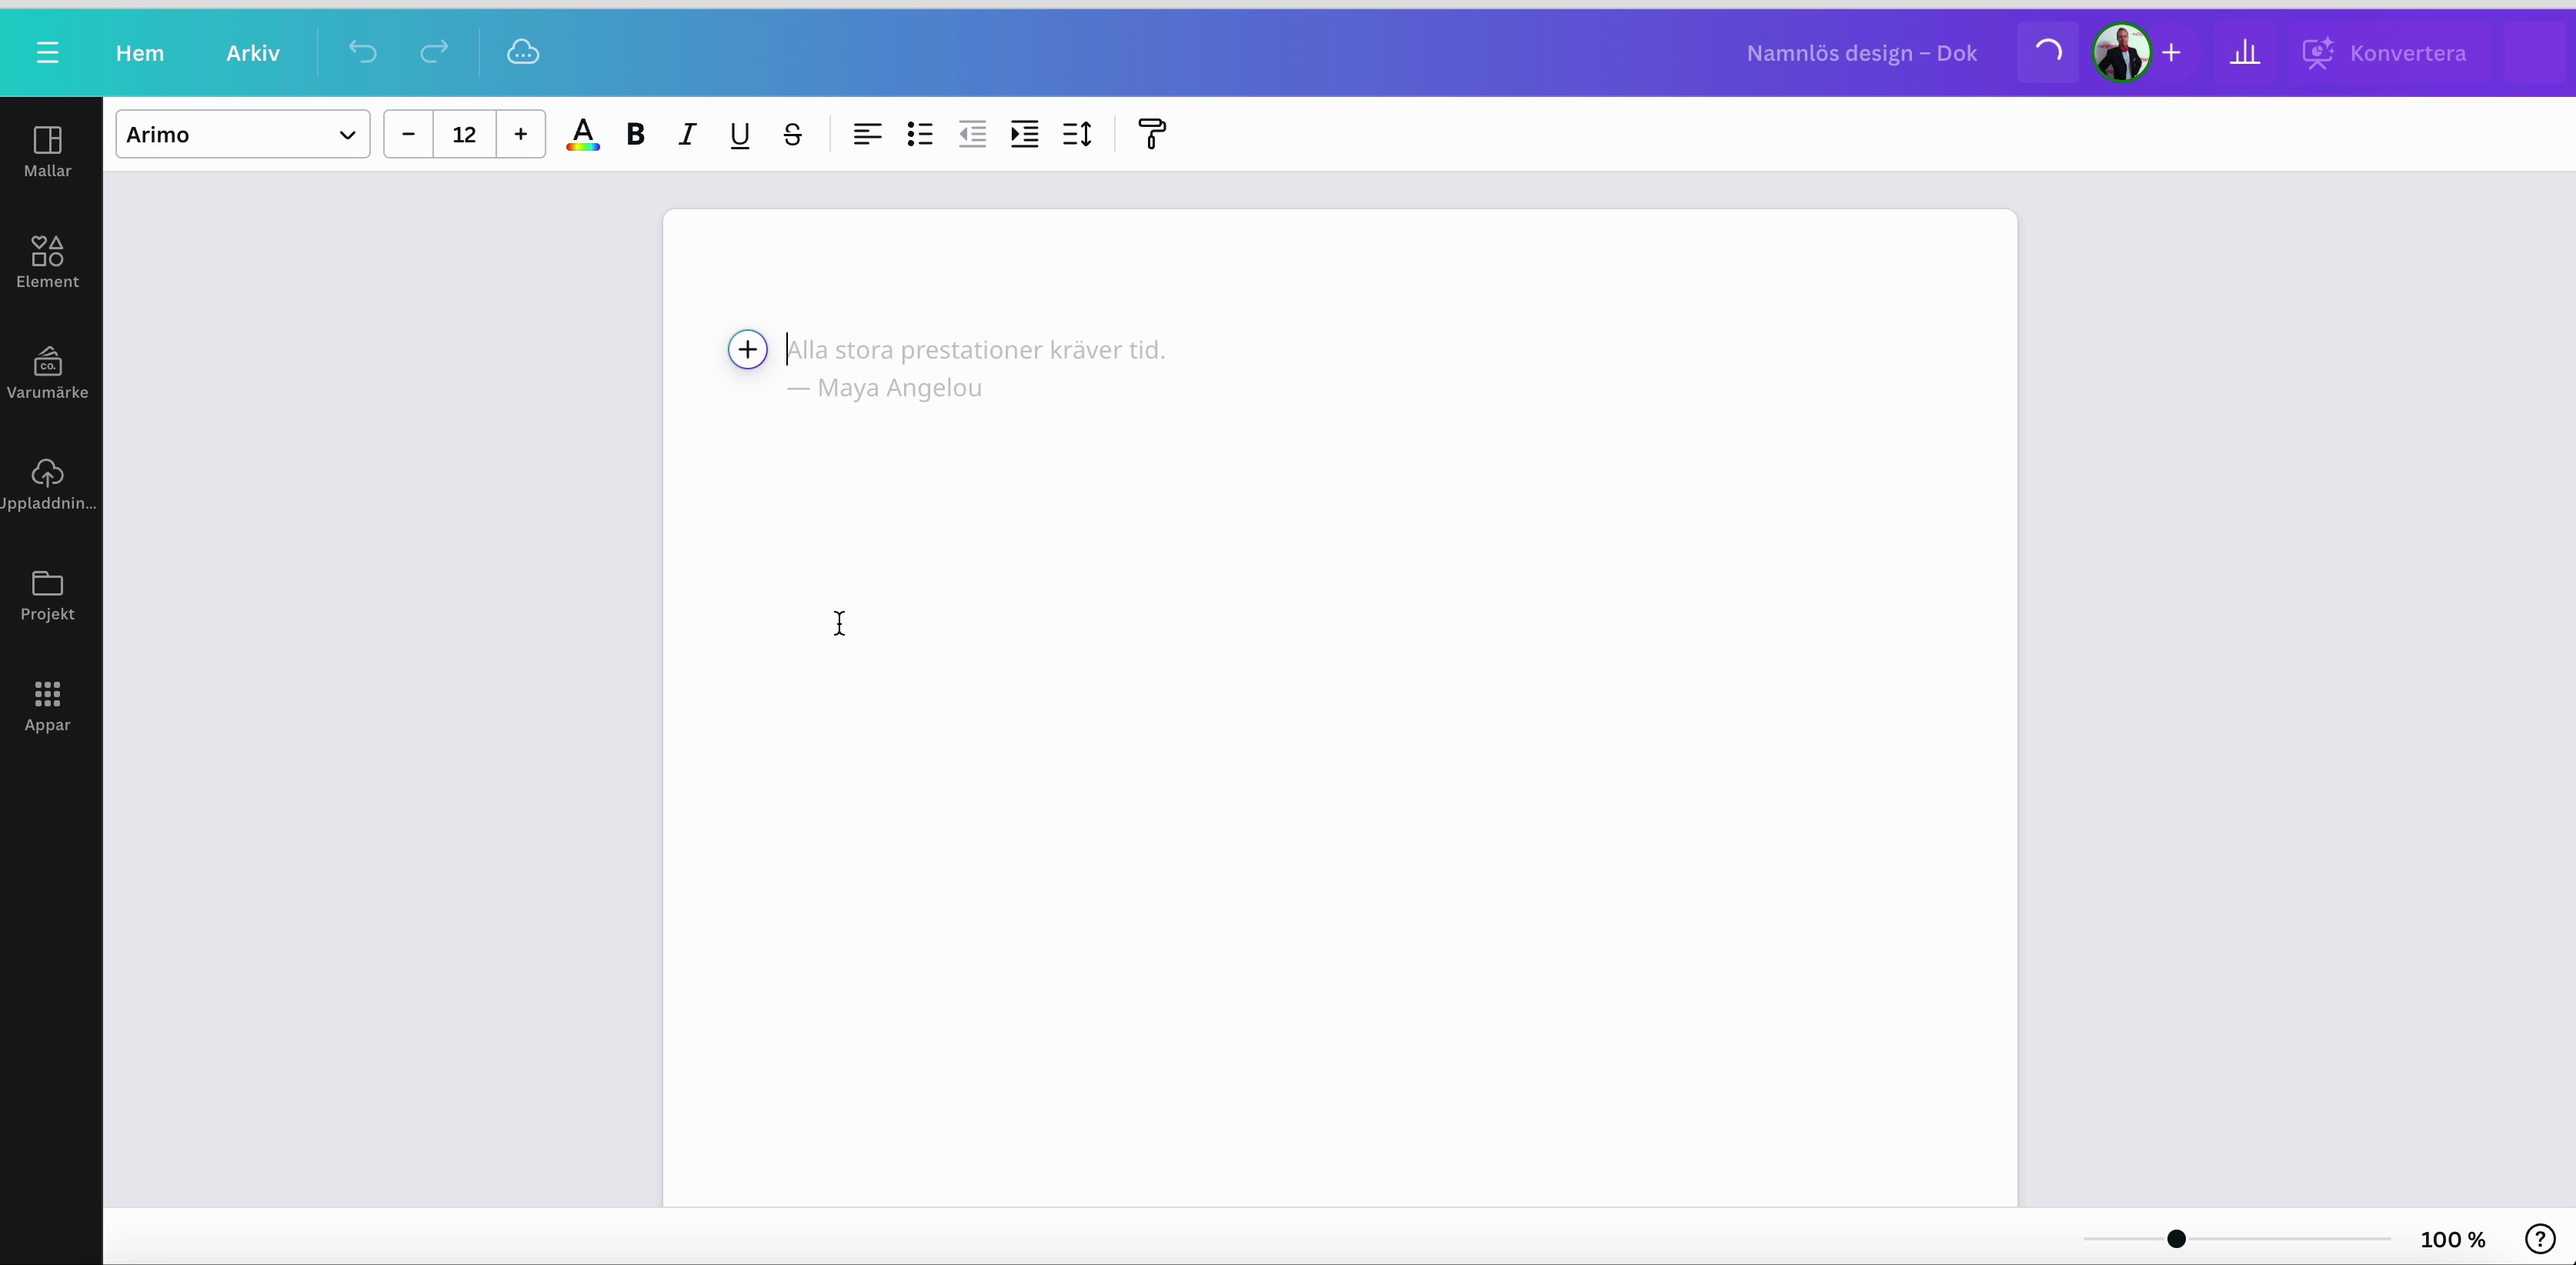 Hem
Arkiv
Namnlös design – Dok
Konvertera
Arimo
12
A B I U S
Mallar
Element
CO.
Varumärke
Uppladdnin...
Projekt
Appar
Alla stora prestationer kräver tid.
— Maya Angelou
100 %
?